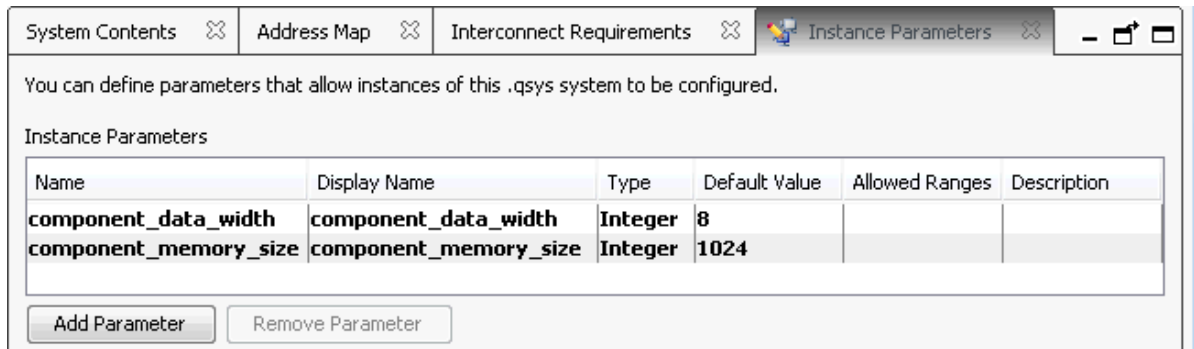 System Contents Address Map Interconnect Requirements Instance Parameters
You can define parameters that allow instances of this .qsys system to be configured.
Instance Parameters
Name Display Name Type Default Value Allowed Ranges Description
component_data_width component_data_width Integer 8
component_memory_size component_memory_size Integer 1024
Add Parameter Remove Parameter